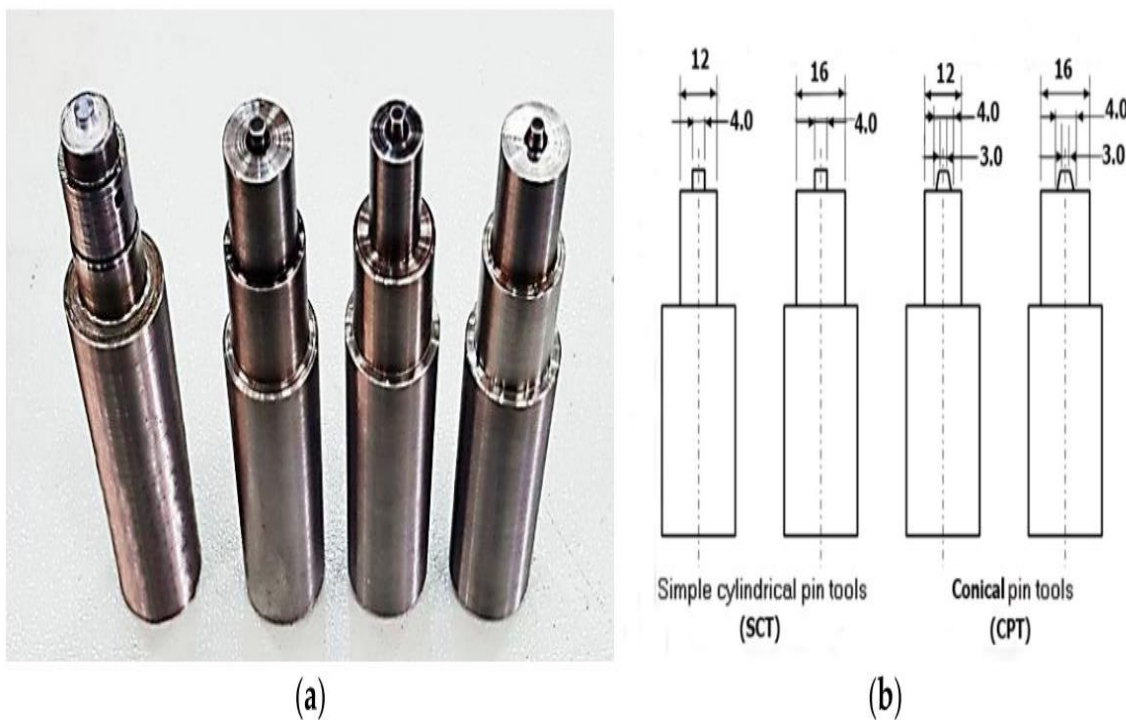 12 16 12 16
4.0 4.0 4.0 4.0
3.0 3.0
Simple cylindrical pin tools
(SCT)
Conical pin tools
(CPT)
(a) (b)